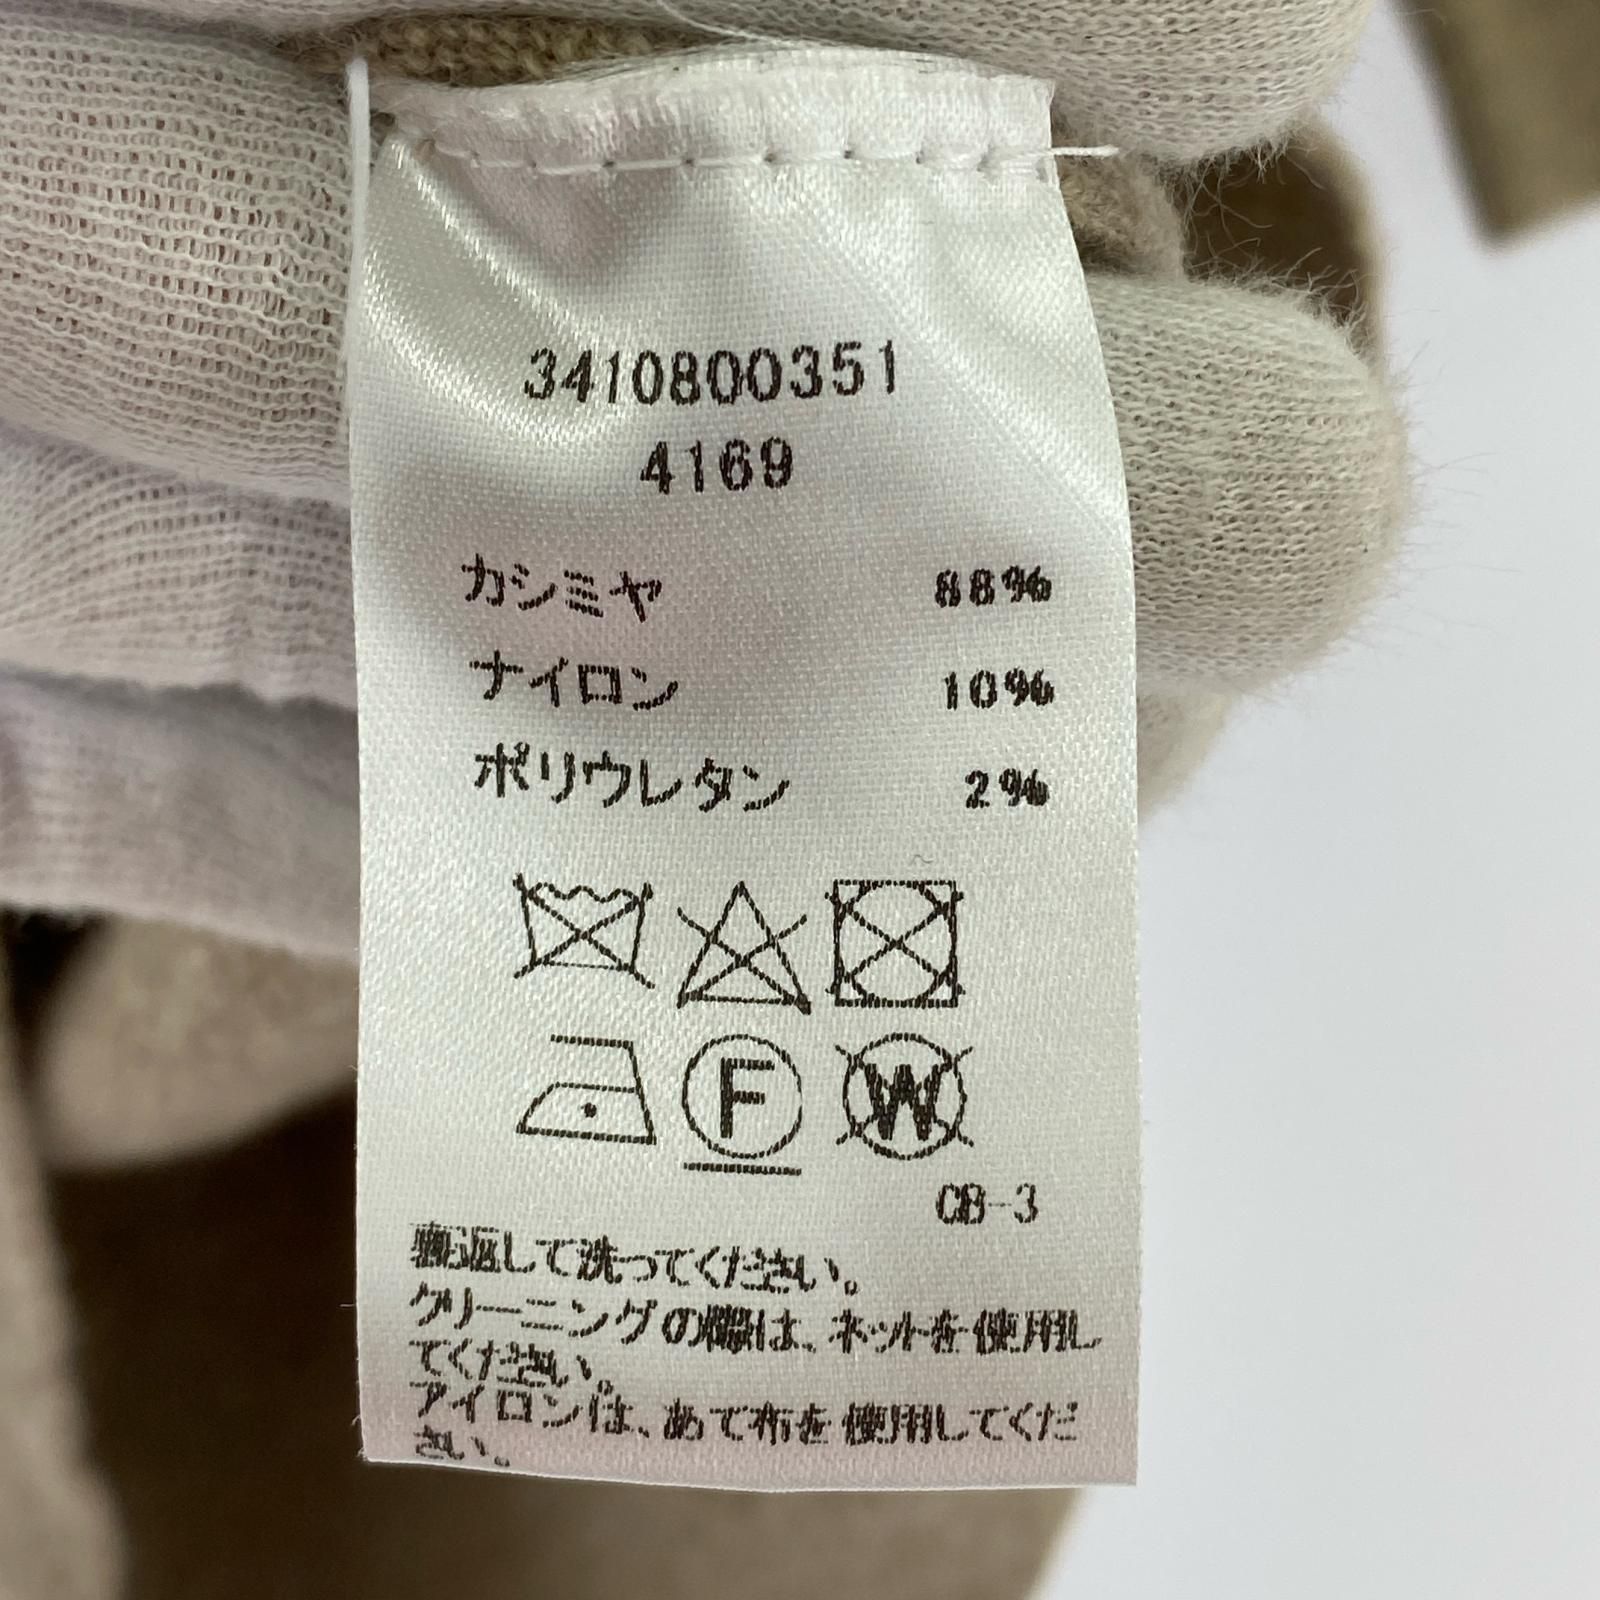 3410800351
4169
カシミヤ 88%
ナイロン 10%
ポリウレタン 2%
F W
CB-3
裏返して洗ってください。
クリーニングの際は、ネットを使用し
てください。
アイロンは、あて布を使用してくだ
さい。